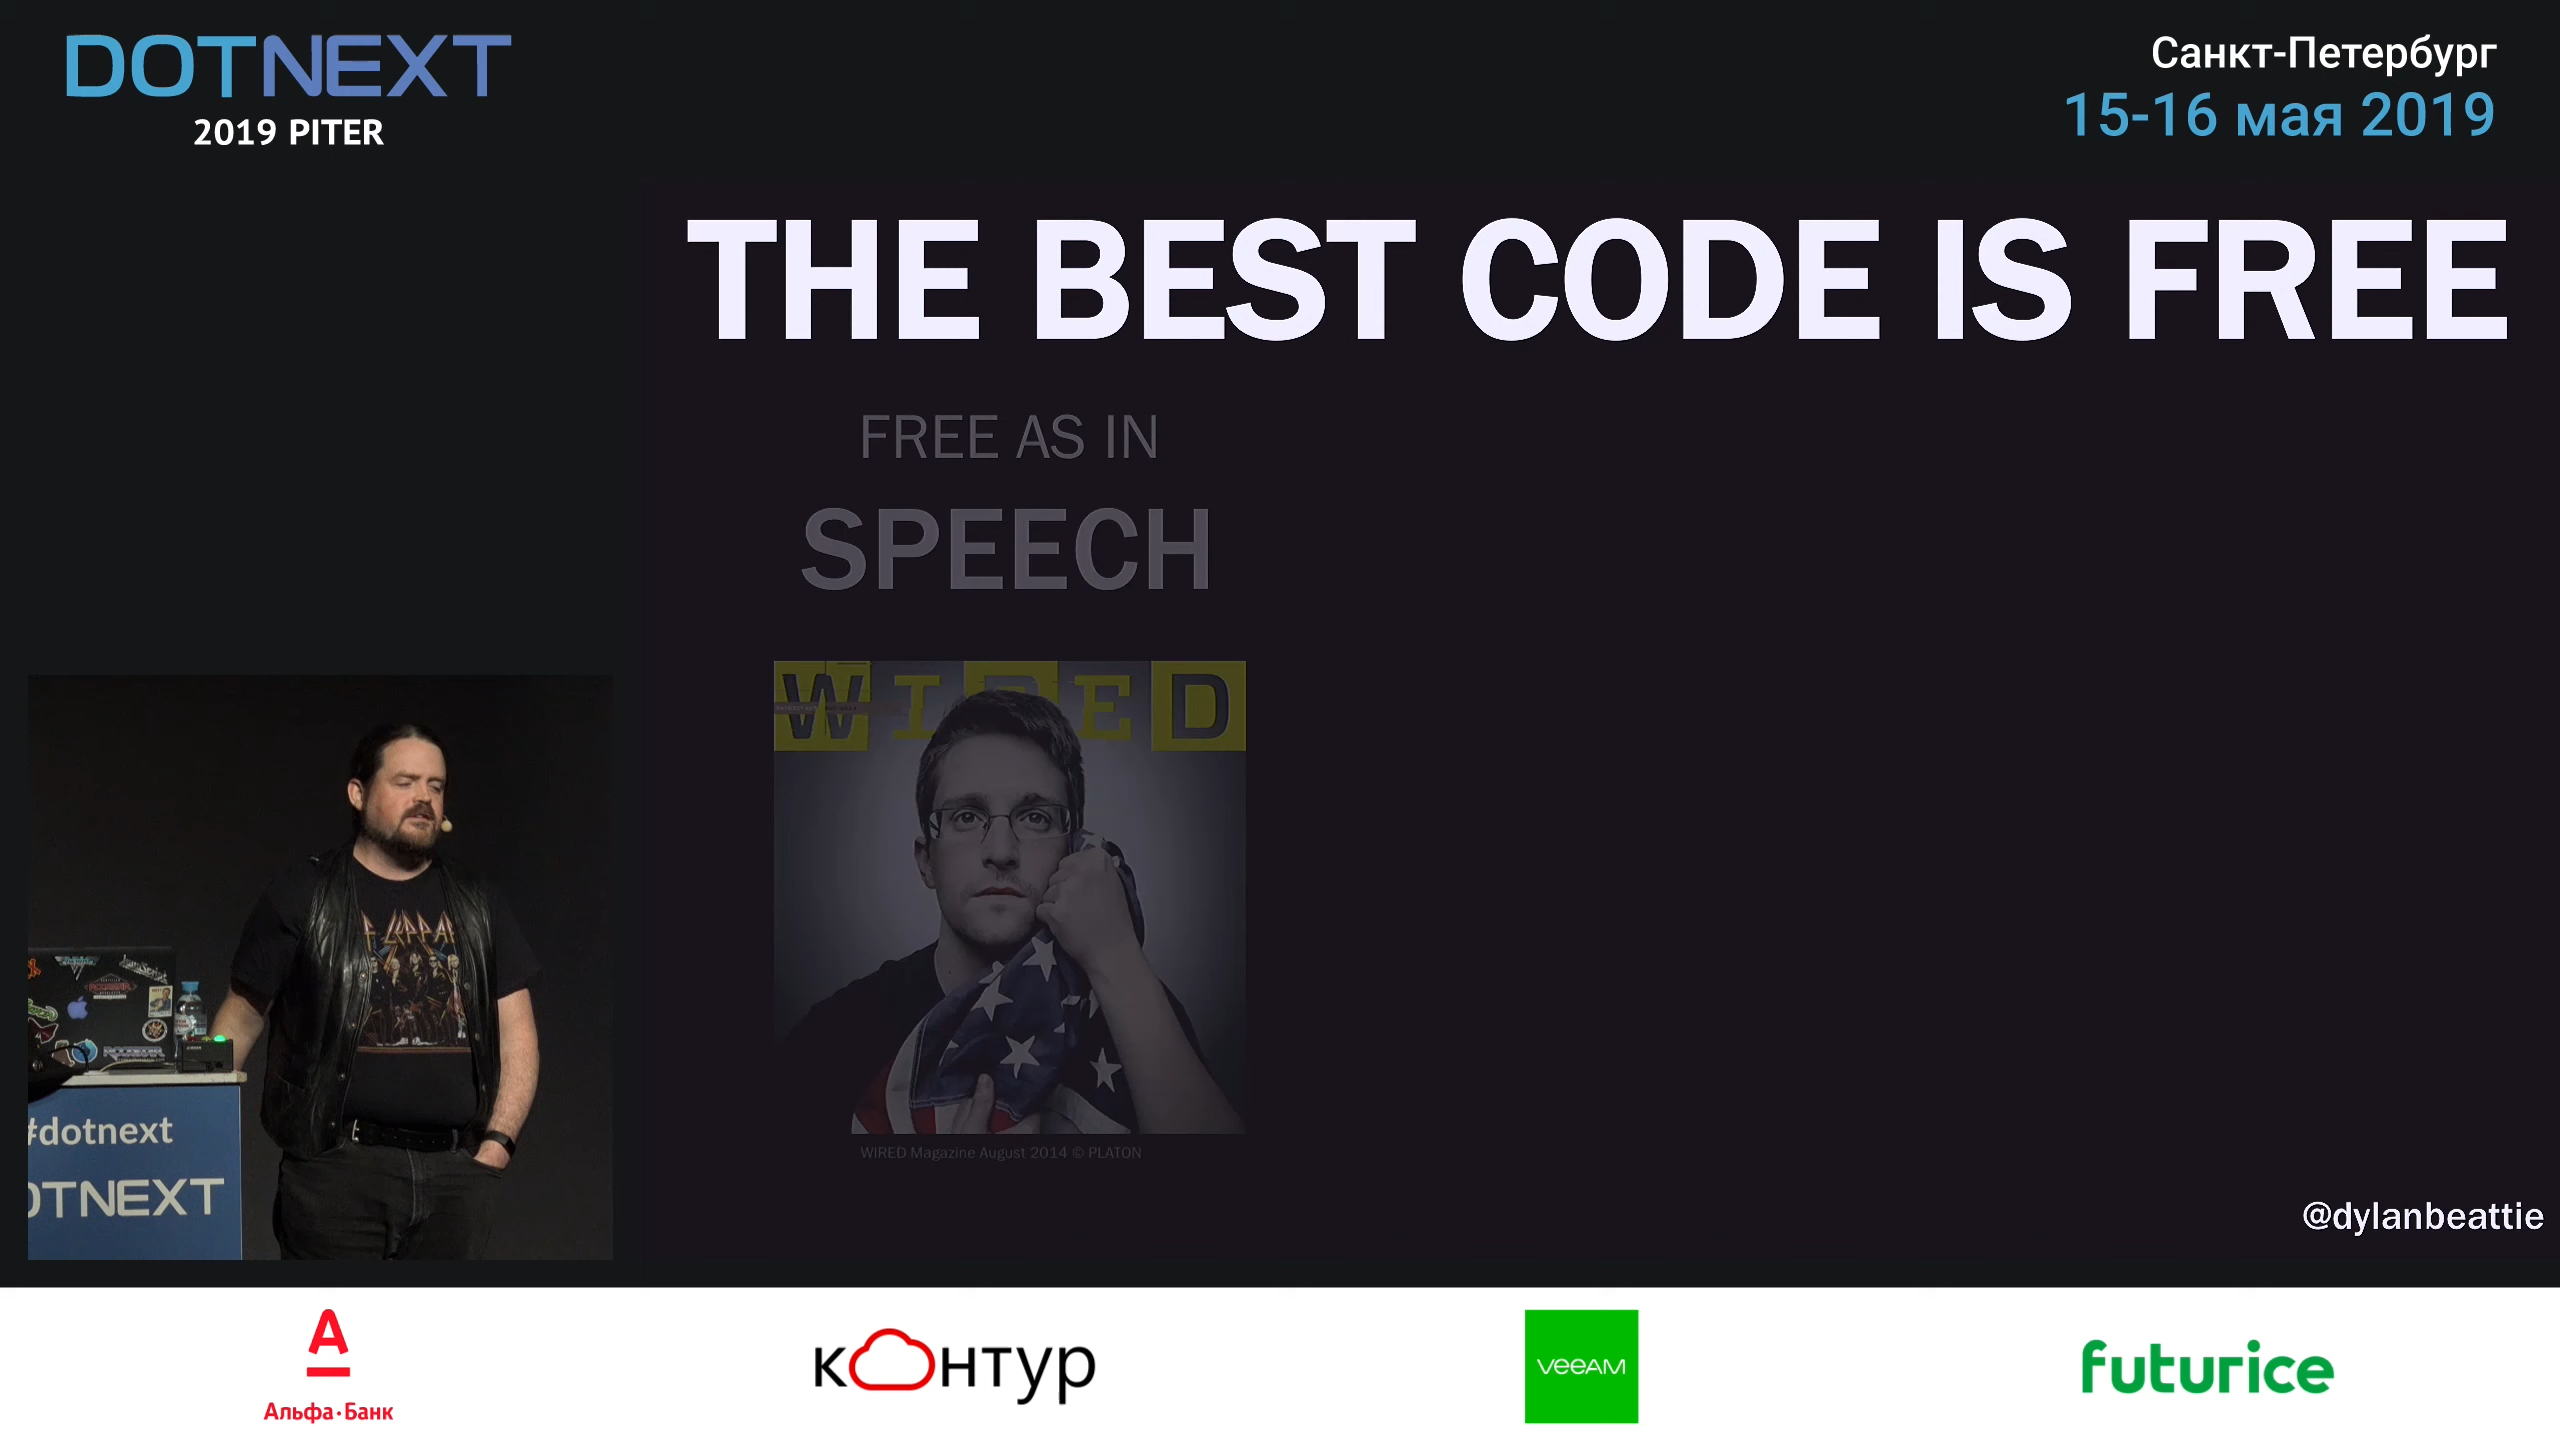 DOTNEXT
2019 PITER
Санкт-Петербург
15-16 мая 2019
THE BEST CODE IS FREE
FREE AS IN
SPEECH
WIRED
WIRED Magazine August 2014 © PLATON
#dotnext
OTNEXT
@dylanbeattie
Альфа·Банк
контур
veeAM
futurice